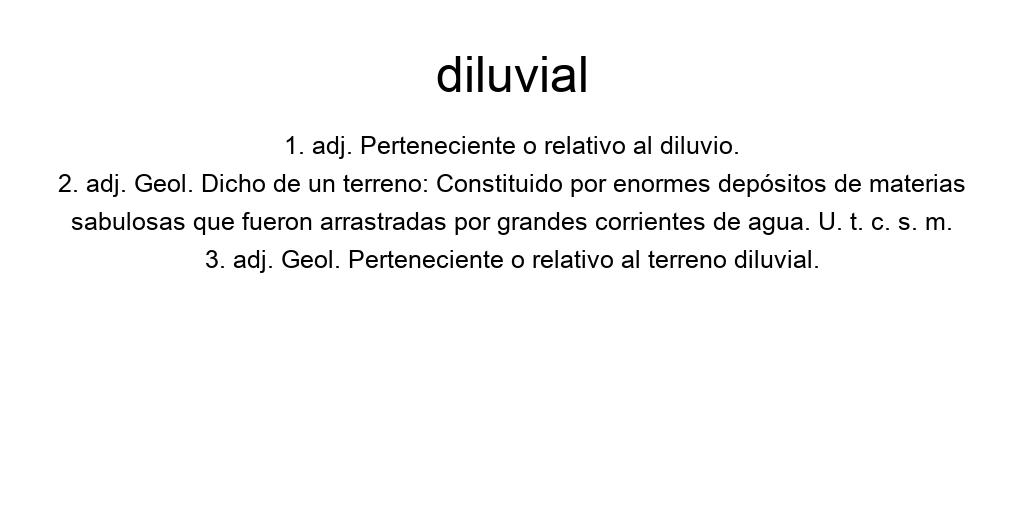 diluvial
1. adj. Perteneciente o relativo al diluvio.
2. adj. Geol. Dicho de un terreno: Constituido por enormes depósitos de materias
sabulosas que fueron arrastradas por grandes corrientes de agua. U. t. c. s. m.
3. adj. Geol. Perteneciente o relativo al terreno diluvial.